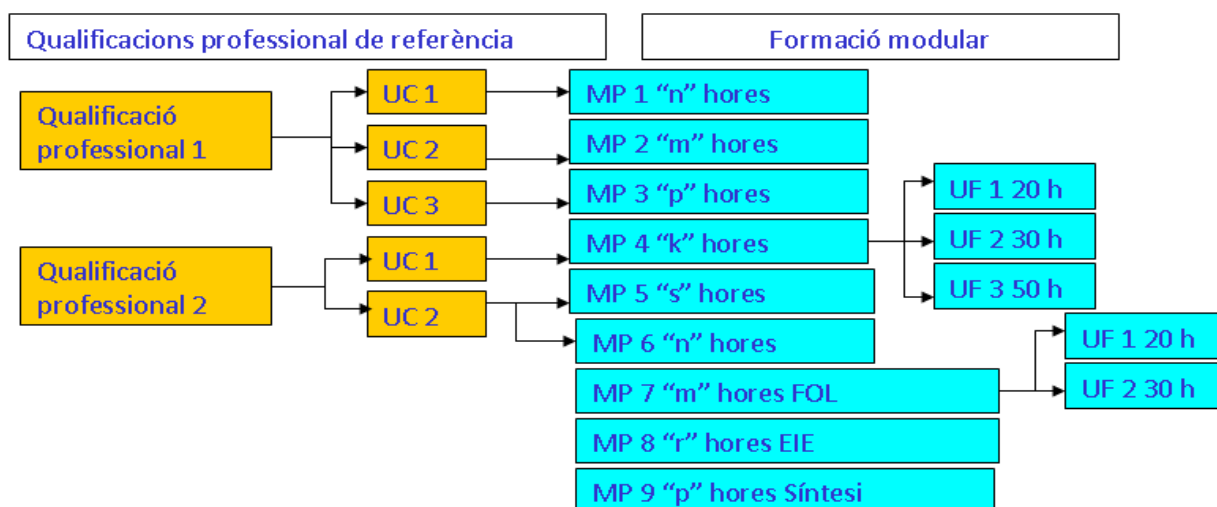 Qualificacions professional de referència
Formació modular
Qualificació
professional 1
UC 1
UC 2
UC 3
Qualificació
professional 2
UC 1
UC 2
MP 1 “n” hores
MP 2 “m” hores
MP 3 “p” hores
MP 4 “k” hores
MP 5 “s” hores
MP 6 “n” hores
MP 7 “m” hores FOL
MP 8 “r” hores EIE
MP 9 “p” hores Síntesi
UF 1 20 h
UF 2 30 h
UF 3 50 h
UF 1 20 h
UF 2 30 h